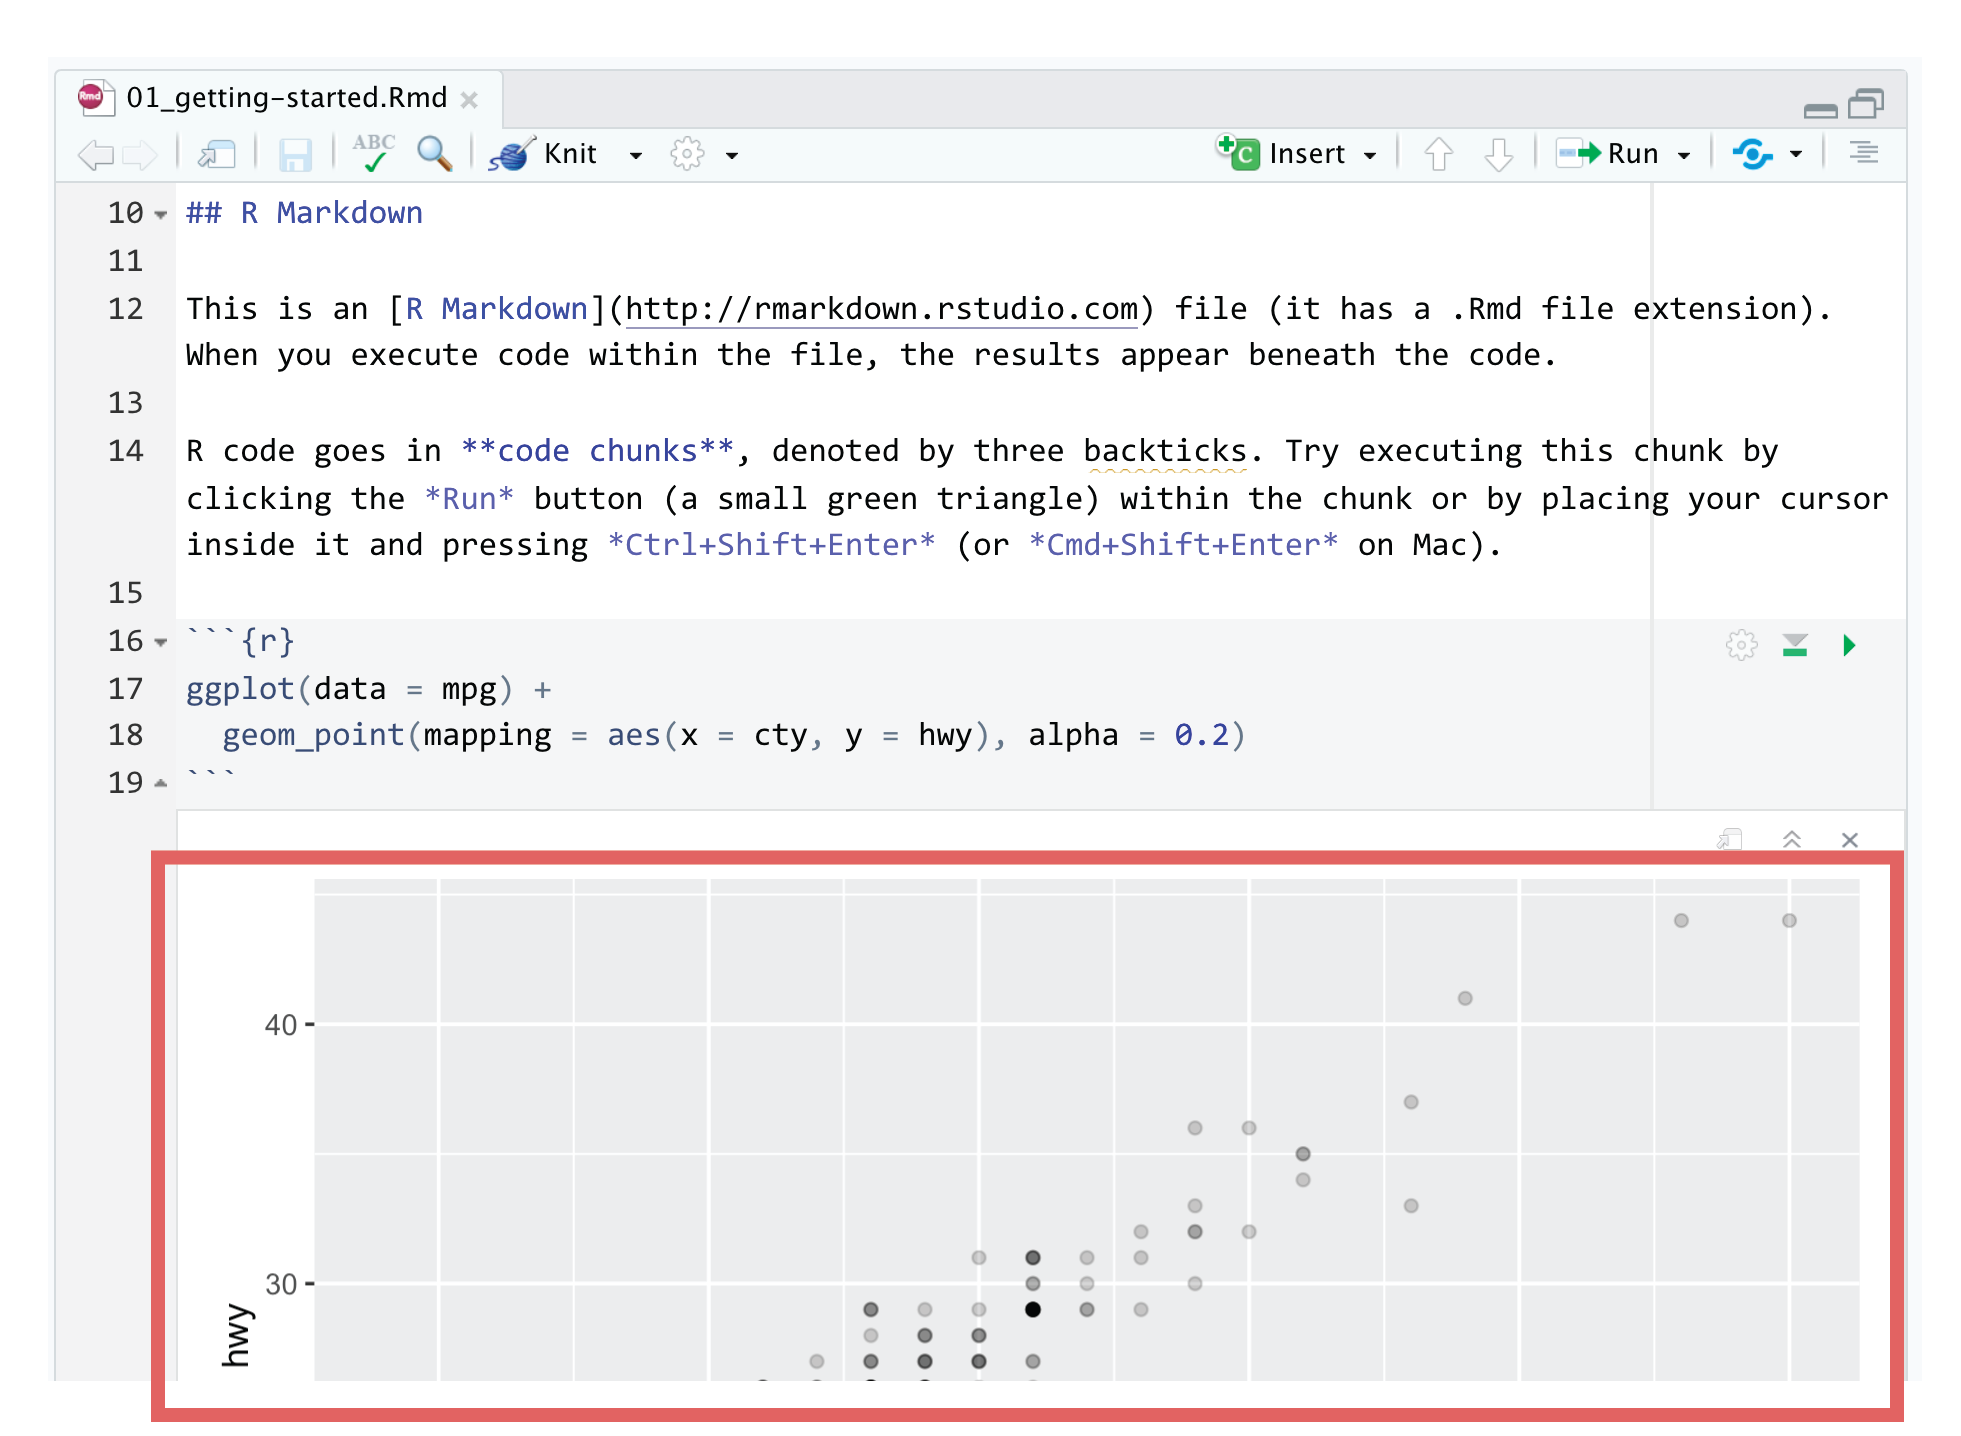 Rmd
01_getting-started.Rmd
ABC
Knit
C
Insert
Run
10 ## R Markdown
11
12 This is an [R Markdown](http://rmarkdown.rstudio.com) file (it has a .Rmd file extension).
When you execute code within the file, the results appear beneath the code.
13
14 R code goes in **code chunks**, denoted by three backticks. Try executing this chunk by
clicking the *Run* button (a small green triangle) within the chunk or by placing your cursor
inside it and pressing *Ctrl+Shift+Enter* (or *Cmd+Shift+Enter* on Mac).
15
16 ```{r}
17 ggplot(data = mpg) +
18   geom_point(mapping = aes(x = cty, y = hwy), alpha = 0.2)
19 ```
40
30
hwy